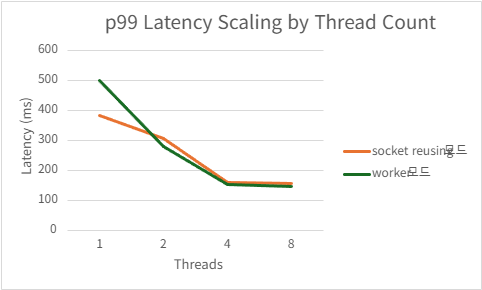 p99 Latency Scaling by Thread Count
600
500
400
300
200
100
0
Latency (ms)
1 2 4 8
Threads
socket reusing모드
worker모드